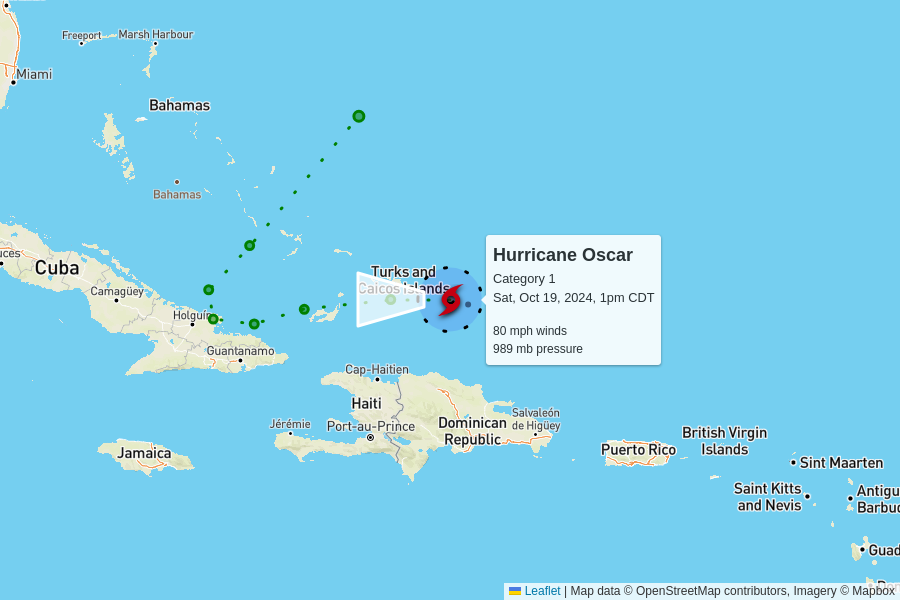 Freeport
Marsh Harbour
Miami
Bahamas
Bahamas
Cuba
Camagüey
Holguín
Guantanamo
Turks and
Caicos Islands
Hurricane Oscar
Category 1
Sat, Oct 19, 2024, 1pm CDT
80 mph winds
989 mb pressure
Cap-Haitien
Haiti
Jérémie
Port-au-Prince
Dominican
Republic
Salvaleón
de Higüey
Jamaica
Puerto Rico
British Virgin
Islands
Sint Maarten
Saint Kitts
and Nevis
Antigu
Barbu
Guad
Leaflet | Map data © OpenStreetMap contributors, Imagery © Mapbox